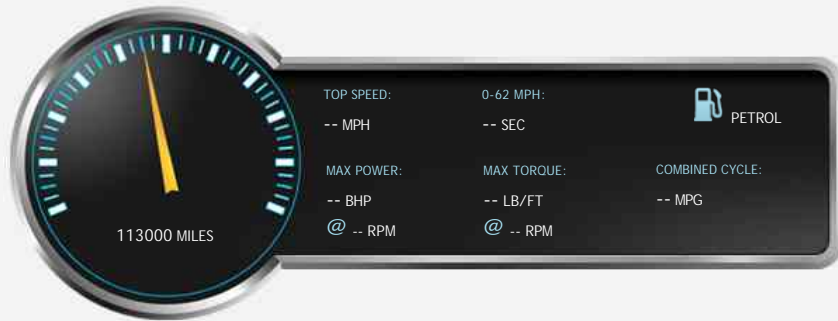 TOP SPEED:
-- MPH
0-62 MPH:
-- SEC
PETROL
MAX POWER:
-- BHP
@ -- RPM
MAX TORQUE:
-- LB/FT
@ -- RPM
COMBINED CYCLE:
-- MPG
113000 MILES